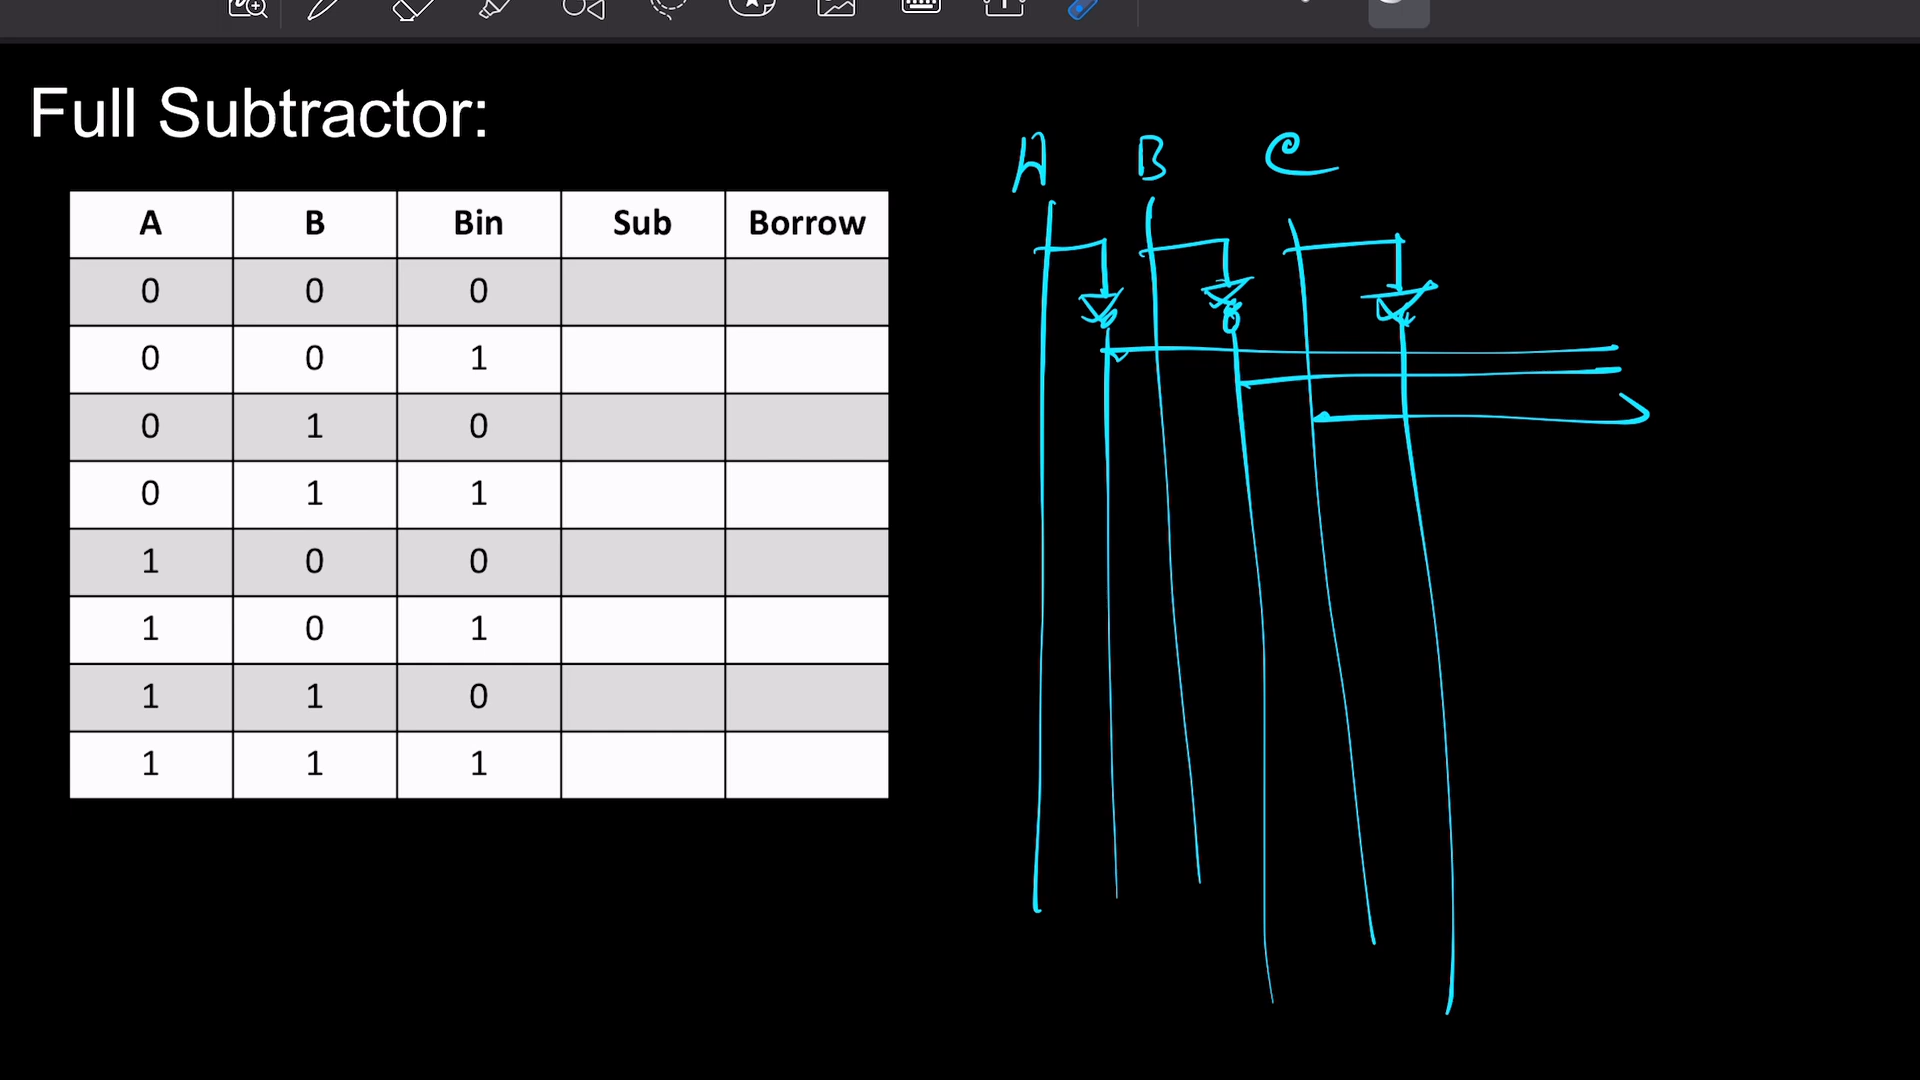 Full Subtractor:
A B C
A B Bin Sub Borrow
0 0 0
0 0 1
0 1 0
0 1 1
1 0 0
1 0 1
1 1 0
1 1 1